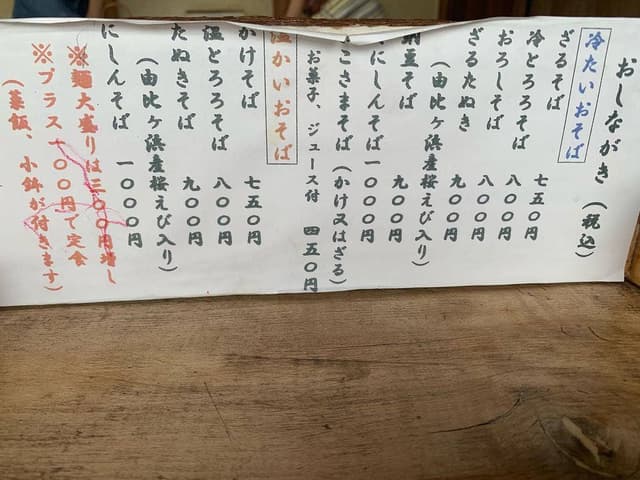 おしながき（税込）
冷たいおそば
ざるそば 七五〇円
冷とろろそば 八〇〇円
おろしそば 八〇〇円
ざるたぬき 九〇〇円
（由比ヶ浜産桜えび入り）
納豆そば 九〇〇円
にしんそば 一〇〇〇円
こさまそば（かけ又はざる）
お菓子、ジュース付 四五〇円
温かいおそば
かけそば 七五〇円
温とろろそば 八〇〇円
たぬきそば 九〇〇円
（由比ヶ浜産桜えび入り）
にしんそば 一〇〇〇円
※麺大盛りは三〇〇円増し
※プラス 〇〇円で定食
（菜飯、小鉢が付きます）